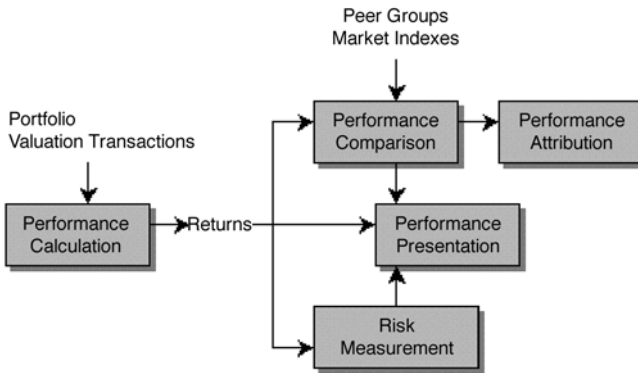 Peer Groups
Market Indexes
Portfolio
Valuation Transactions
Performance
Comparison
Performance
Attribution
Performance
Calculation
Returns
Performance
Presentation
Risk
Measurement